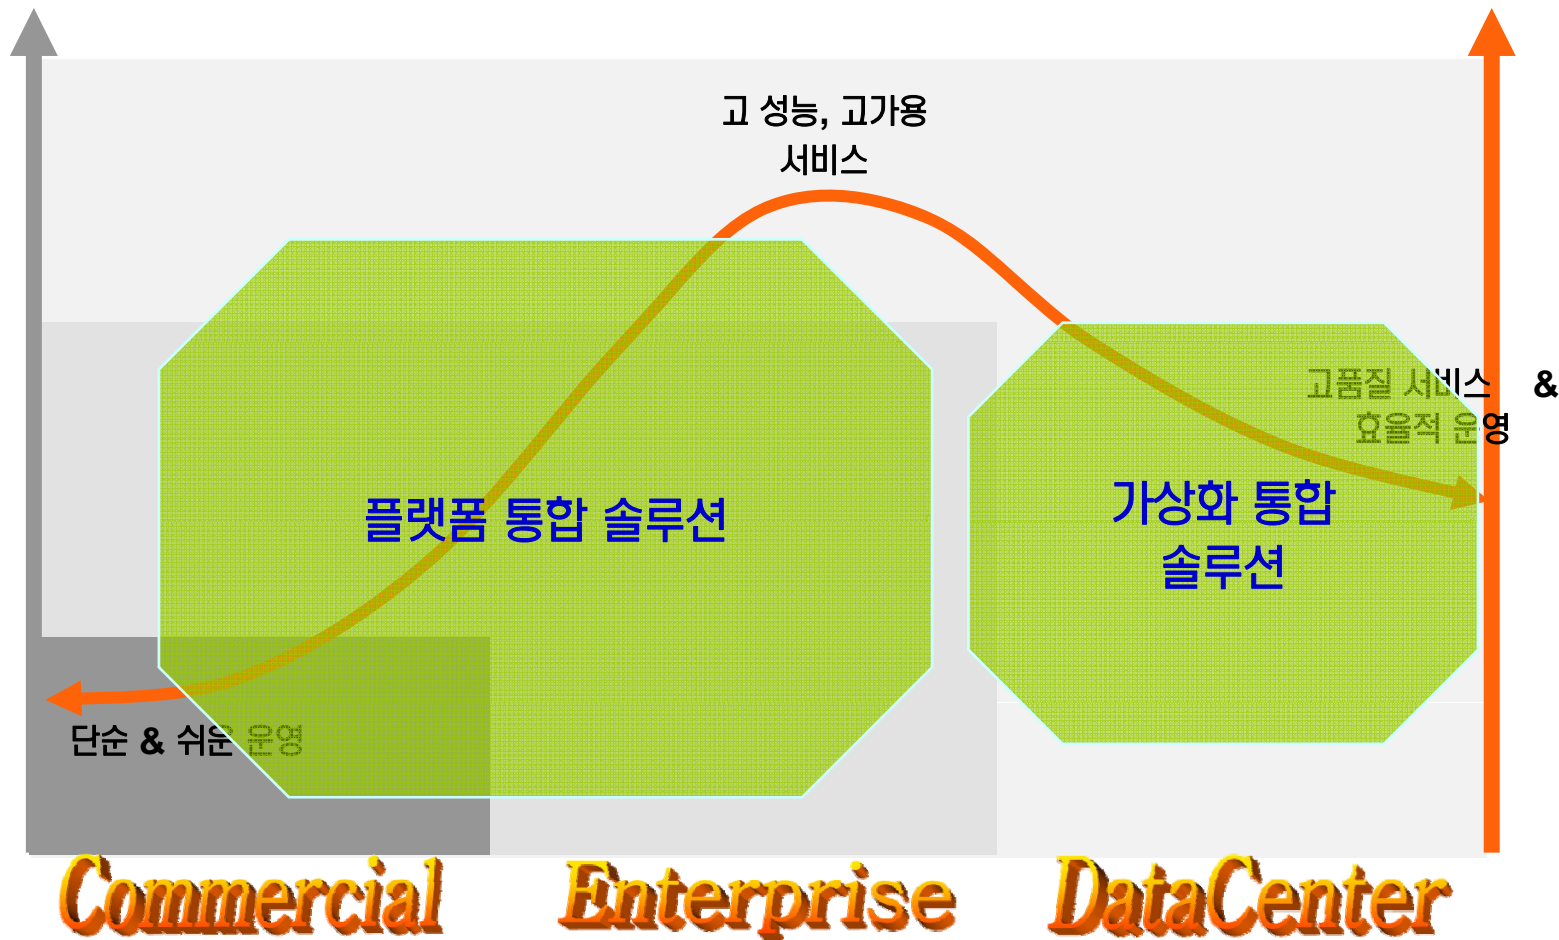 고 성능, 고가용
서비스
고품질 서비스 &
효율적 운영
플랫폼 통합 솔루션
가상화 통합
솔루션
단순 & 쉬운 운영
Commercial Enterprise DataCenter